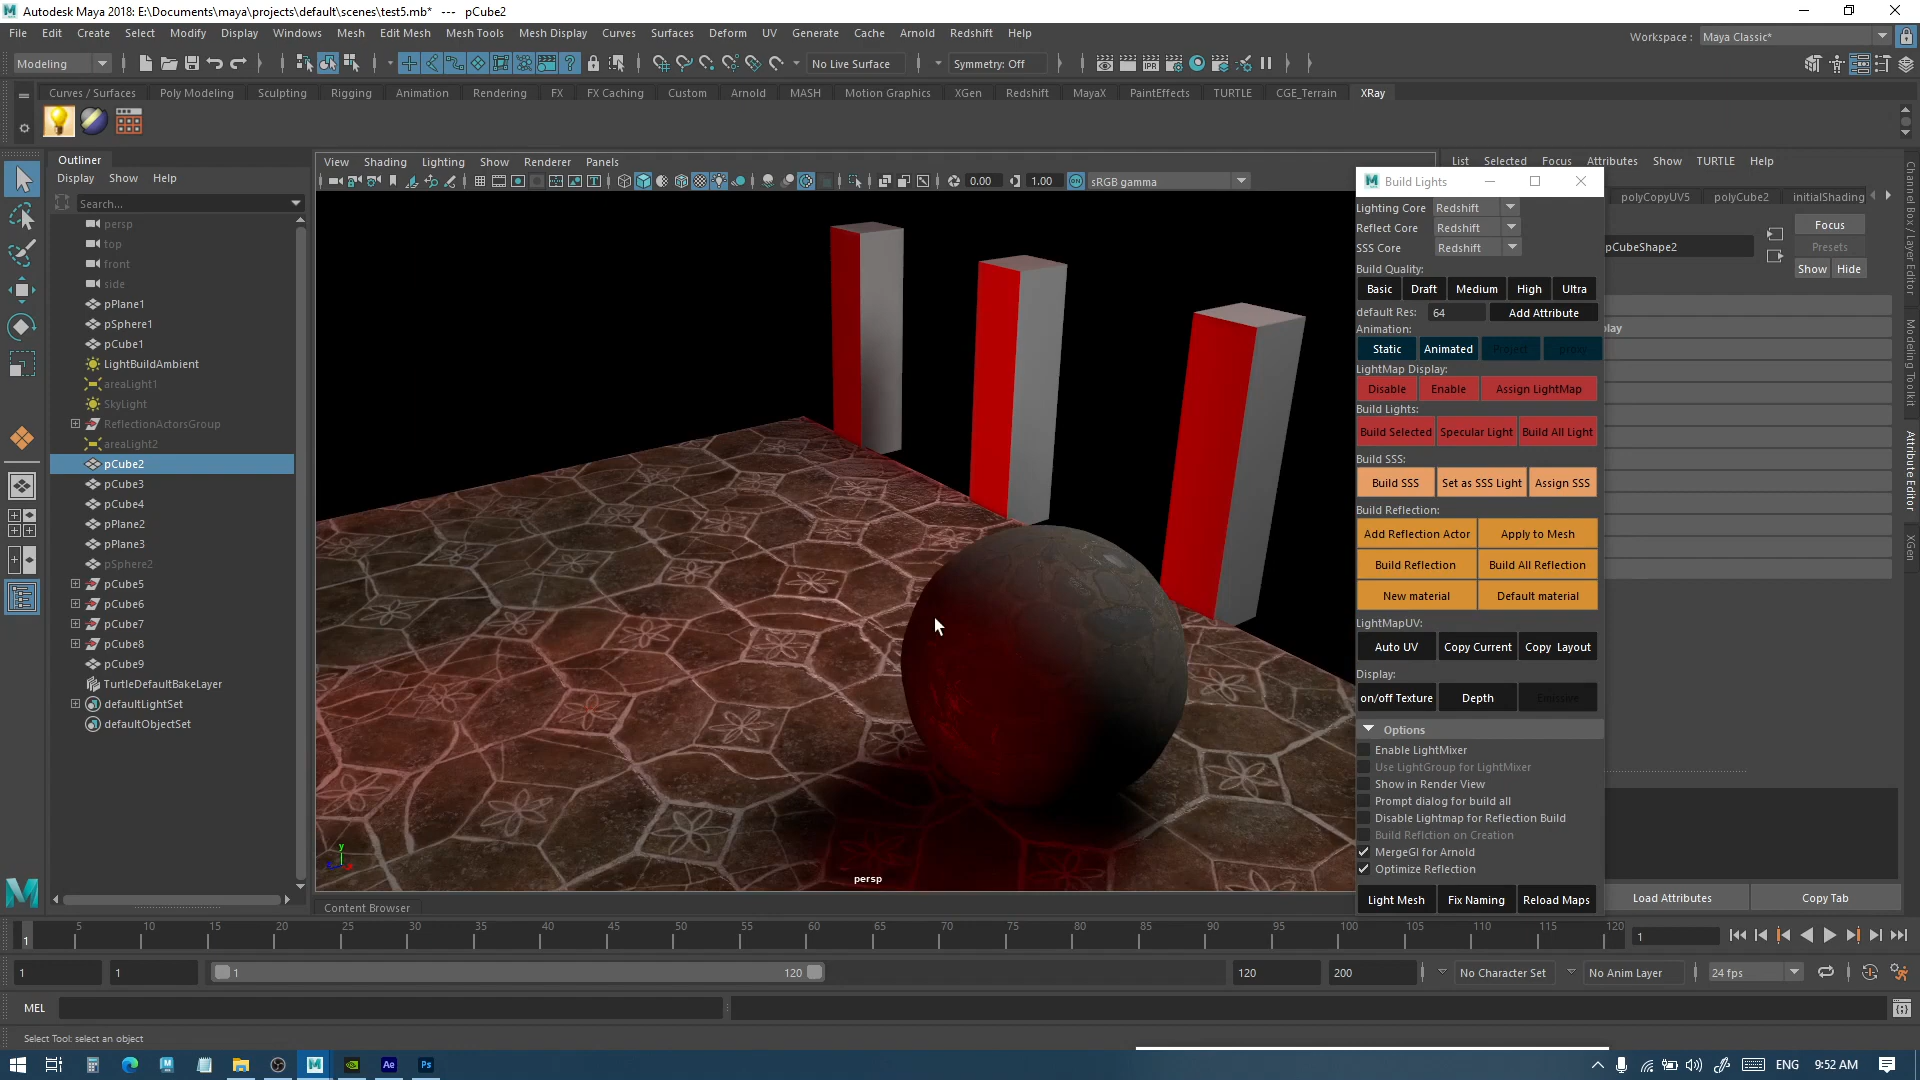 Autodesk Maya 2018: E:\Documents\maya\projects\default\scenes\test5.mb*   ---   pCube2
File Edit Create Select Modify Display Windows Mesh Edit Mesh Mesh Tools Mesh Display Curves Surfaces Deform UV Generate Cache Arnold Redshift Help
Workspace : Maya Classic*
Modeling No Live Surface Symmetry: Off
Curves / Surfaces Poly Modeling Sculpting Rigging Animation Rendering FX FX Caching Custom Arnold MASH Motion Graphics XGen Redshift MayaX PaintEffects TURTLE CGE_Terrain XRay
Outliner
Display Show Help
Search...
persp
top
front
side
pPlane1
pSphere1
pCube1
LightBuildAmbient
areaLight1
SkyLight
ReflectionActorsGroup
areaLight2
pCube2
pCube3
pCube4
pPlane2
pPlane3
pSphere2
pCube5
pCube6
pCube7
pCube8
pCube9
TurtleDefaultBakeLayer
defaultLightSet
defaultObjectSet
View Shading Lighting Show Renderer Panels
0.00 1.00 sRGB gamma
persp
y
Content Browser
Build Lights
Lighting Core Redshift
Reflect Core Redshift
SSS Core Redshift
Build Quality:
Basic Draft Medium High Ultra
default Res: 64 Add Attribute
Animation:
Static Animated Project
LightMap Display:
Disable Enable Assign LightMap
Build Lights:
Build Selected Specular Light Build All Light
Build SSS:
Build SSS Set as SSS Light Assign SSS
Build Reflection:
Add Reflection Actor Apply to Mesh
Build Reflection Build All Reflection
New material Default material
LightMapUV:
Auto UV Copy Current Copy Layout
Display:
on/off Texture Depth
Options
Enable LightMixer
Use LightGroup for LightMixer
Show in Render View
Prompt dialog for build all
Disable Lightmap for Reflection Build
Build Reflction on Creation
MergeGI for Arnold
Optimize Reflection
Light Mesh Fix Naming Reload Maps
List Selected Focus Attributes Show TURTLE Help
polyCopyUV5 polyCube2 initialShading
pCubeShape2
Focus
Presets
Show Hide
play
Load Attributes Copy Tab
Channel Box / Layer Editor
Modeling Toolkit
Attribute Editor
XGen
1 5 10 15 20 25 30 35 40 45 50 55 60 65 70 75 80 85 90 95 100 105 110 115 120 1
1 1 1 120 120 200 No Character Set No Anim Layer 24 fps
MEL
Select Tool: select an object
Ae Ps ENG 9:52 AM